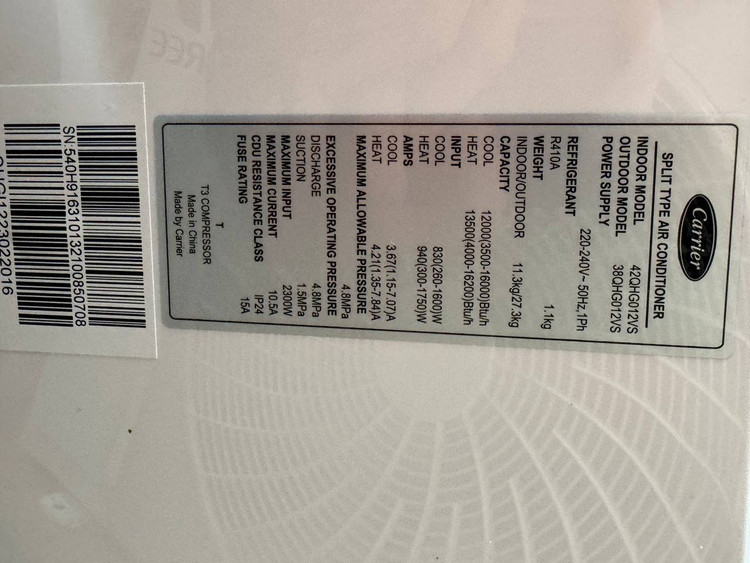 Carrier
SPLIT TYPE AIR CONDITIONER
INDOOR MODEL 42QHG012VS
OUTDOOR MODEL 38QHG012VS
POWER SUPPLY
220-240V~ 50Hz,1Ph
REFRIGERANT
R410A 1.1kg
WEIGHT
INDOOR/OUTDOOR 11.3kg/27.3kg
CAPACITY
COOL 12000(3500-16000)Btu/h
HEAT 13500(4000-16200)Btu/h
INPUT
COOL 830(260-1600)W
HEAT 940(300-1750)W
AMPS
COOL 3.67(1.15-7.07)A
HEAT 4.21(1.35-7.84)A
MAXIMUM ALLOWABLE PRESSURE
4.8MPa
EXCESSIVE OPERATING PRESSURE
DISCHARGE 4.8MPa
SUCTION 1.5MPa
MAXIMUM INPUT 2300W
MAXIMUM CURRENT 10.5A
CDU RESISTANCE CLASS IP24
FUSE RATING 15A
T
T3 COMPRESSOR
Made in China
Made by Carrier
SN:540H916310132100850708
REE